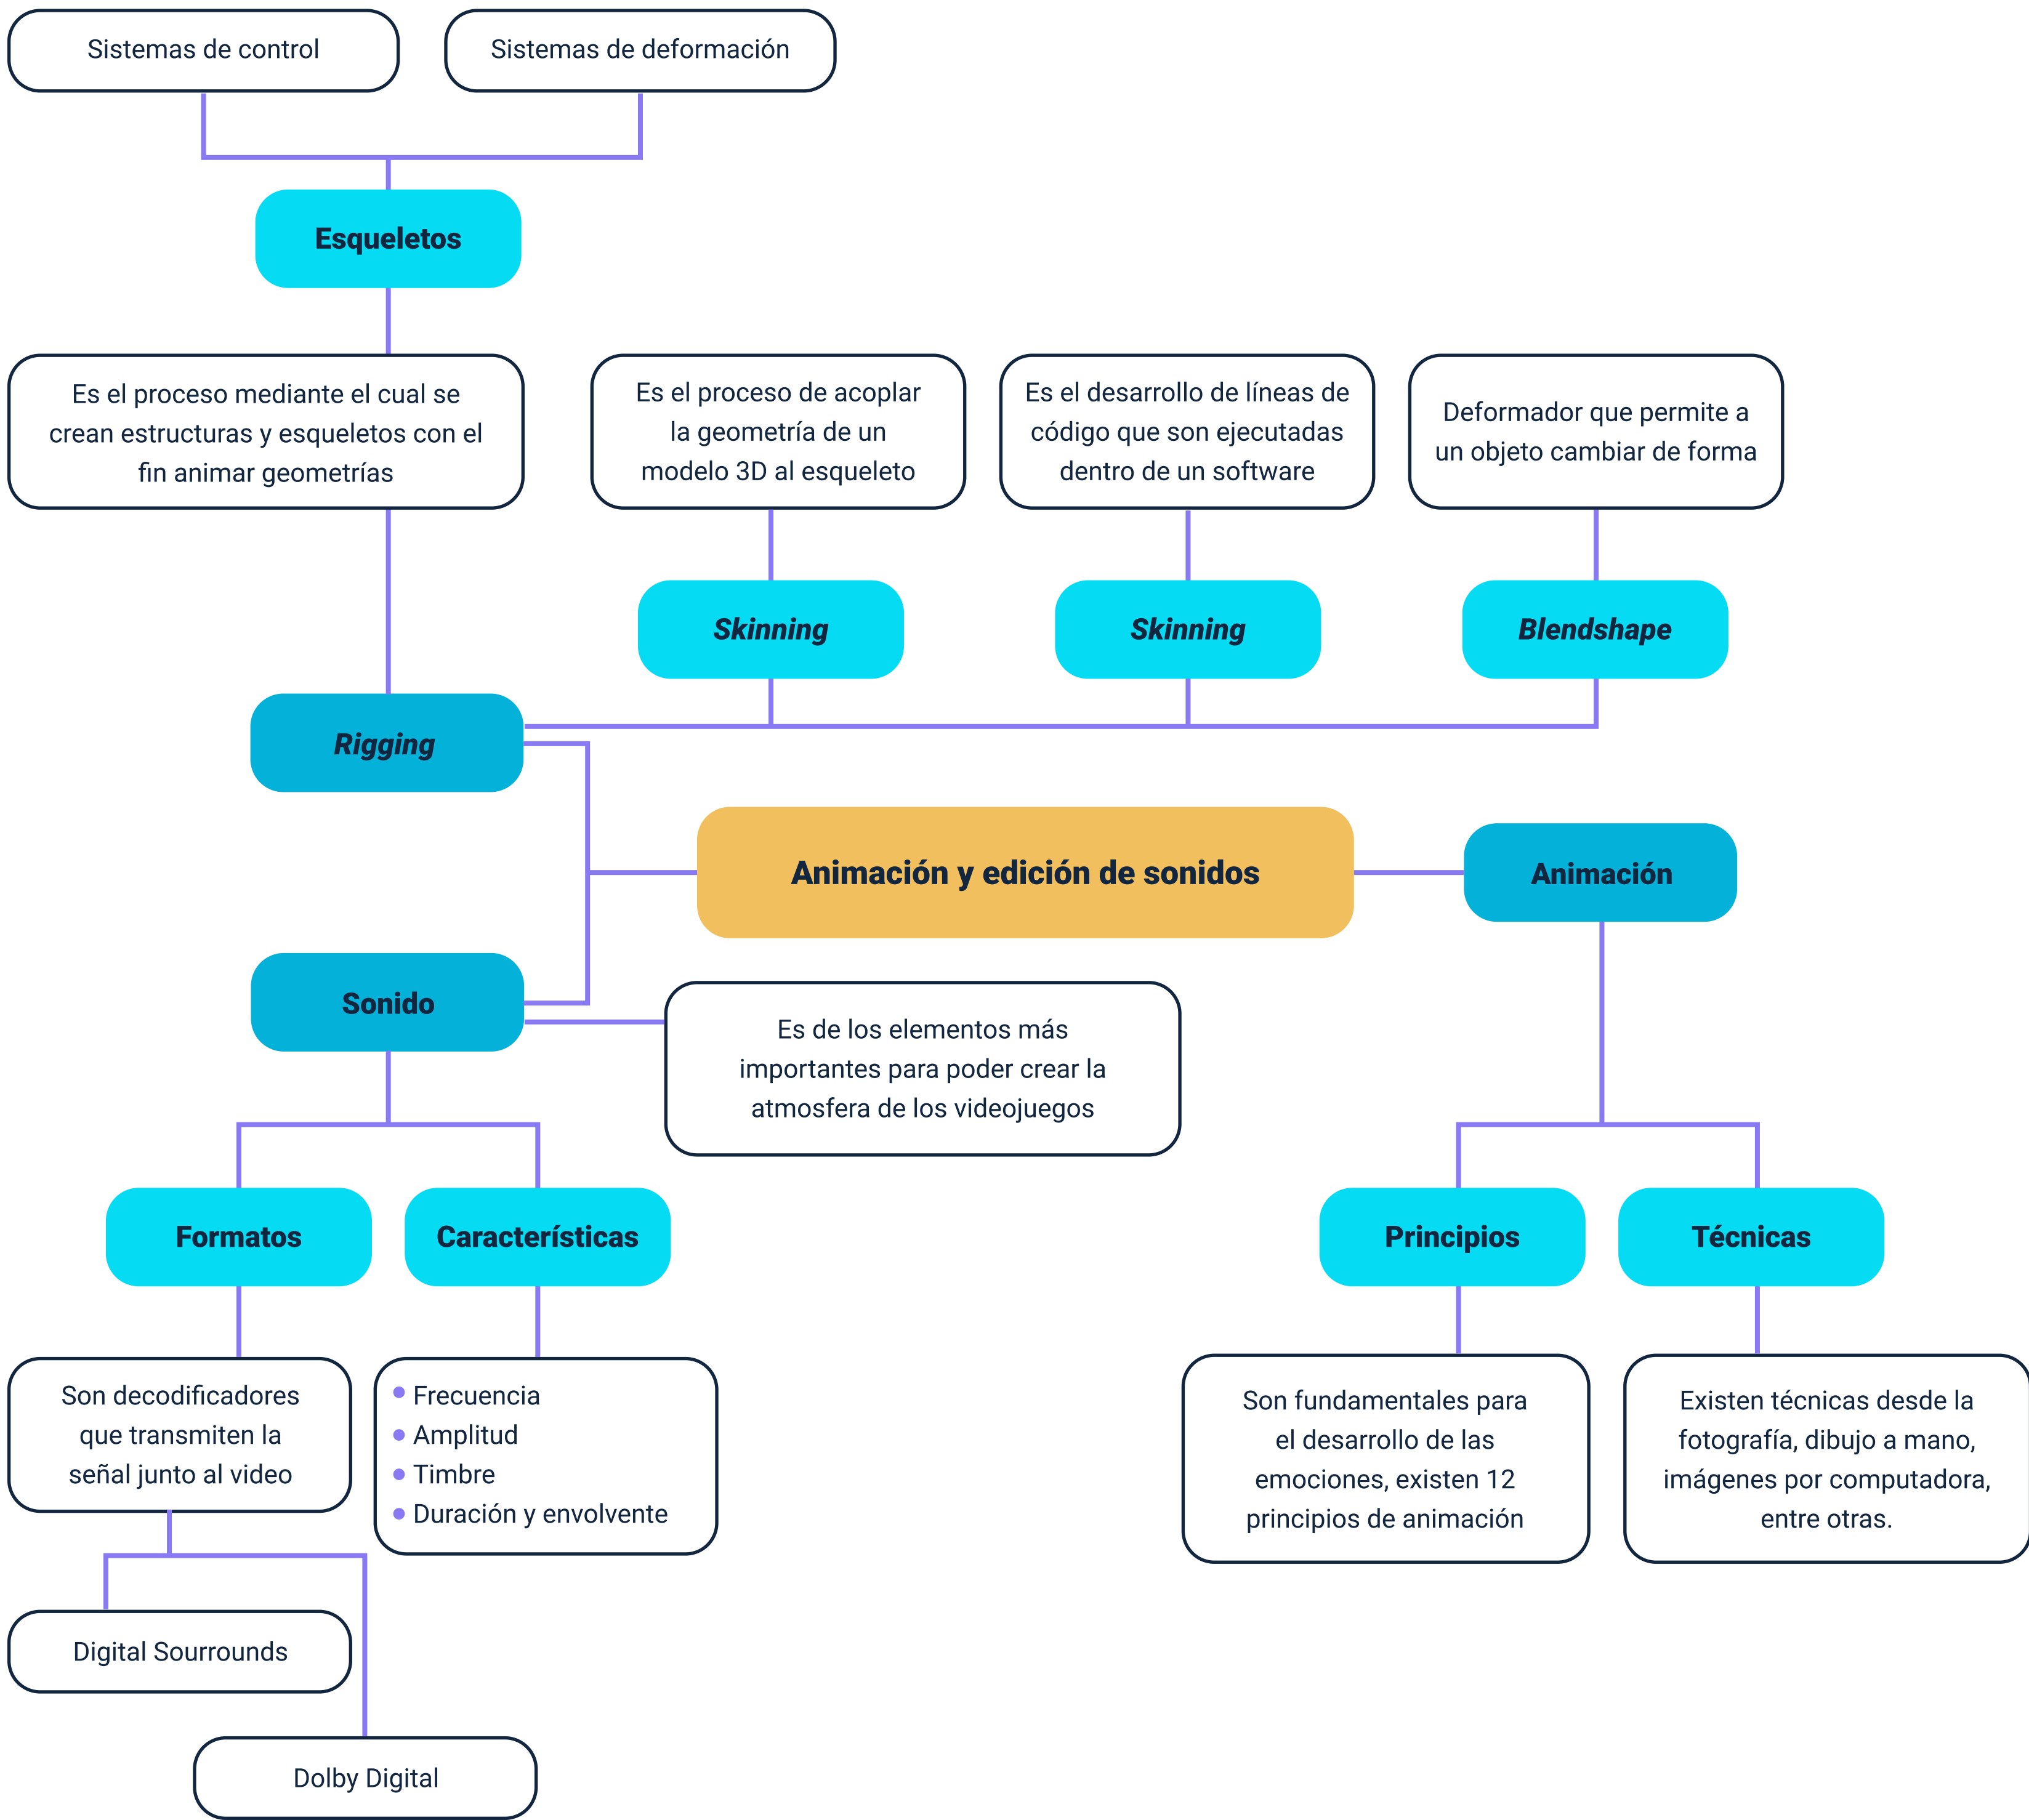 Sistemas de control
Sistemas de deformación
Esqueletos
Es el proceso mediante el cual se
crean estructuras y esqueletos con el
fin animar geometrías
Es el proceso de acoplar
la geometría de un
modelo 3D al esqueleto
Es el desarrollo de líneas de
código que son ejecutadas
dentro de un software
Deformador que permite a
un objeto cambiar de forma
Skinning
Skinning
Blendshape
Rigging
Animación y edición de sonidos
Animación
Sonido
Es de los elementos más
importantes para poder crear la
atmosfera de los videojuegos
Formatos
Características
Principios
Técnicas
Son decodificadores
que transmiten la
señal junto al video
• Frecuencia
• Amplitud
• Timbre
• Duración y envolvente
Son fundamentales para
el desarrollo de las
emociones, existen 12
principios de animación
Existen técnicas desde la
fotografía, dibujo a mano,
imágenes por computadora,
entre otras.
Digital Sourrounds
Dolby Digital